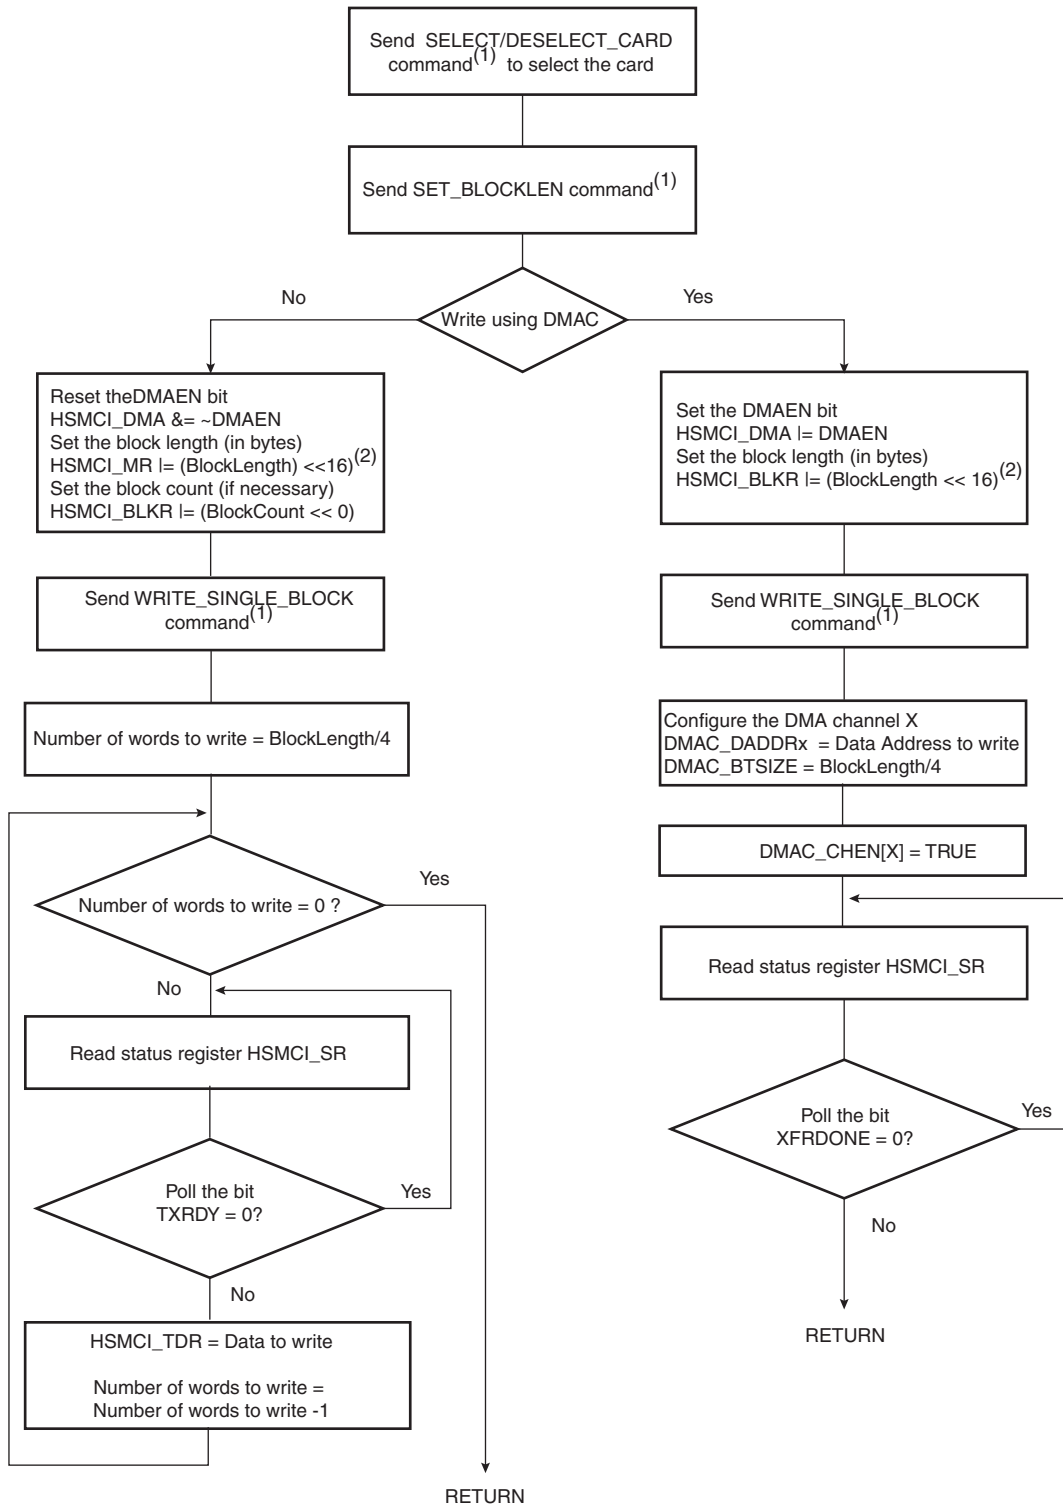 Send SELECT/DESELECT_CARD
command(1) to select the card
Send SET_BLOCKLEN command(1)
No
Yes
Write using DMAC
Reset theDMAEN bit
HSMCI_DMA &= ~DMAEN
Set the block length (in bytes)
HSMCI_MR |= (BlockLength) <<16)(2)
Set the block count (if necessary)
HSMCI_BLKR |= (BlockCount << 0)
Send WRITE_SINGLE_BLOCK
command(1)
Number of words to write = BlockLength/4
Number of words to write = 0 ?
Yes
No
Read status register HSMCI_SR
Poll the bit
TXRDY = 0?
Yes
No
HSMCI_TDR = Data to write
Number of words to write =
Number of words to write -1
RETURN
Set the DMAEN bit
HSMCI_DMA |= DMAEN
Set the block length (in bytes)
HSMCI_BLKR |= (BlockLength << 16)(2)
Send WRITE_SINGLE_BLOCK
command(1)
Configure the DMA channel X
DMAC_DADDRx = Data Address to write
DMAC_BTSIZE = BlockLength/4
DMAC_CHEN[X] = TRUE
Read status register HSMCI_SR
Poll the bit
XFRDONE = 0?
Yes
No
RETURN